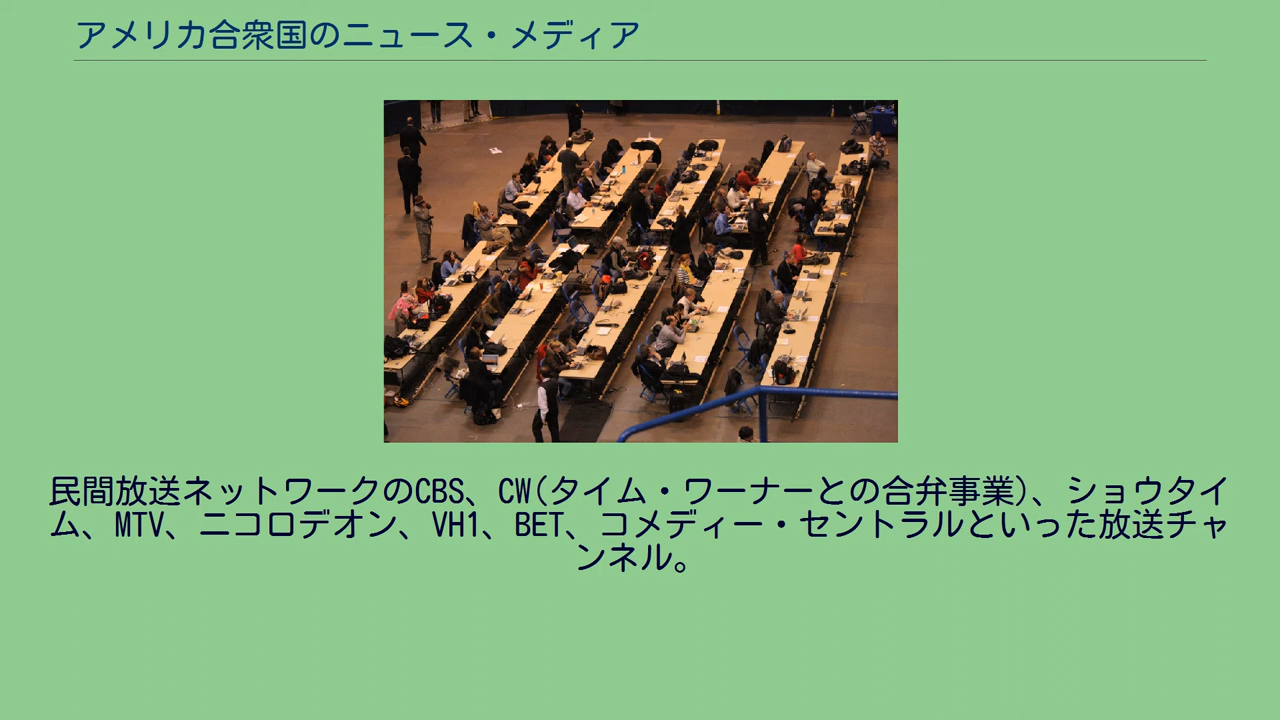 アメリカ合衆国のニュース・メディア
民間放送ネットワークのCBS、CW(タイム・ワーナーとの合弁事業)、ショウタイ
ム、MTV、ニコロデオン、VH1、BET、コメディー・セントラルといった放送チャ
ンネル。